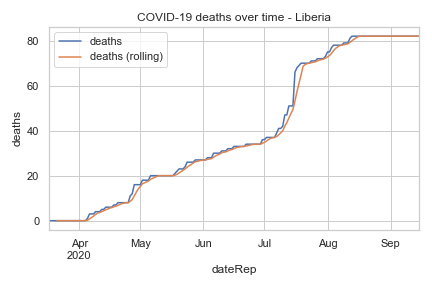 COVID-19 deaths over time - Liberia
deaths
deaths (rolling)
80
60
40
20
0
deaths
Apr
2020
May
Jun
Jul
Aug
Sep
dateRep